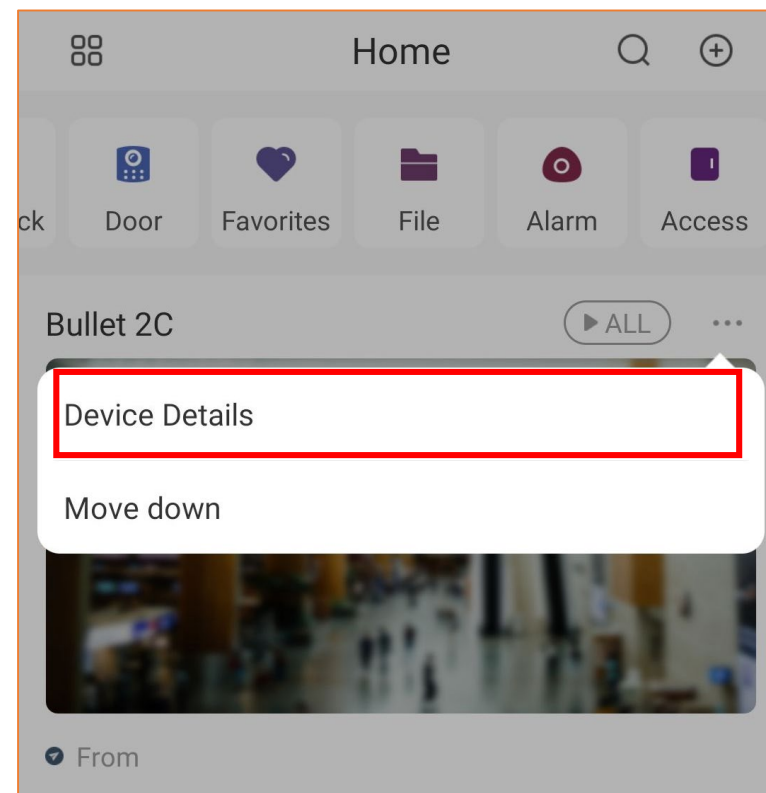 Home
ck Door Favorites File Alarm Access
Bullet 2C ALL
Device Details
Move down
From